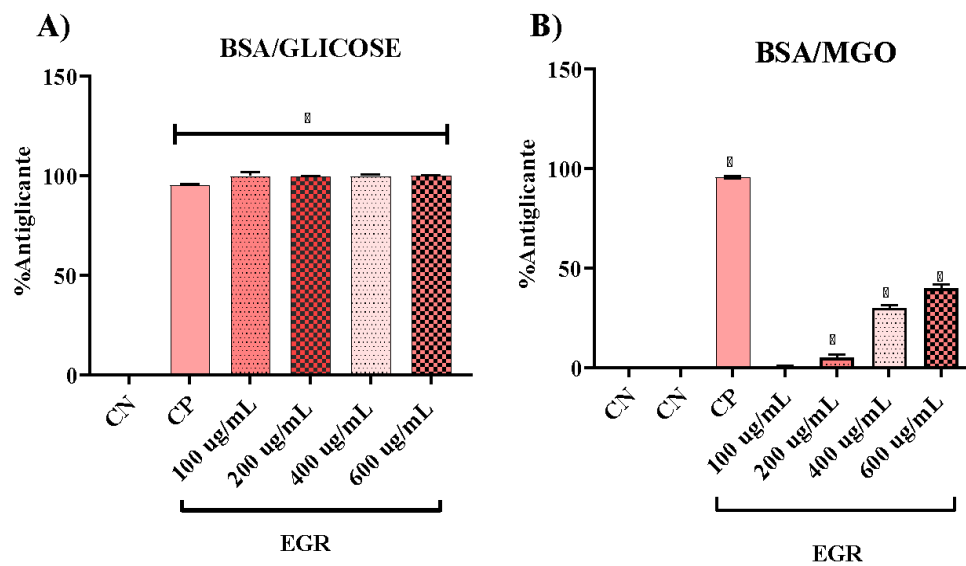 A)
BSA/GLICOSE
%Antiglicante
150
100
50
0
CN
CP
100 ug/mL
200 ug/mL
400 ug/mL
600 ug/mL
EGR
B)
BSA/MGO
%Antiglicante
150
100
50
0
CN
CN
CP
100 ug/mL
200 ug/mL
400 ug/mL
600 ug/mL
EGR